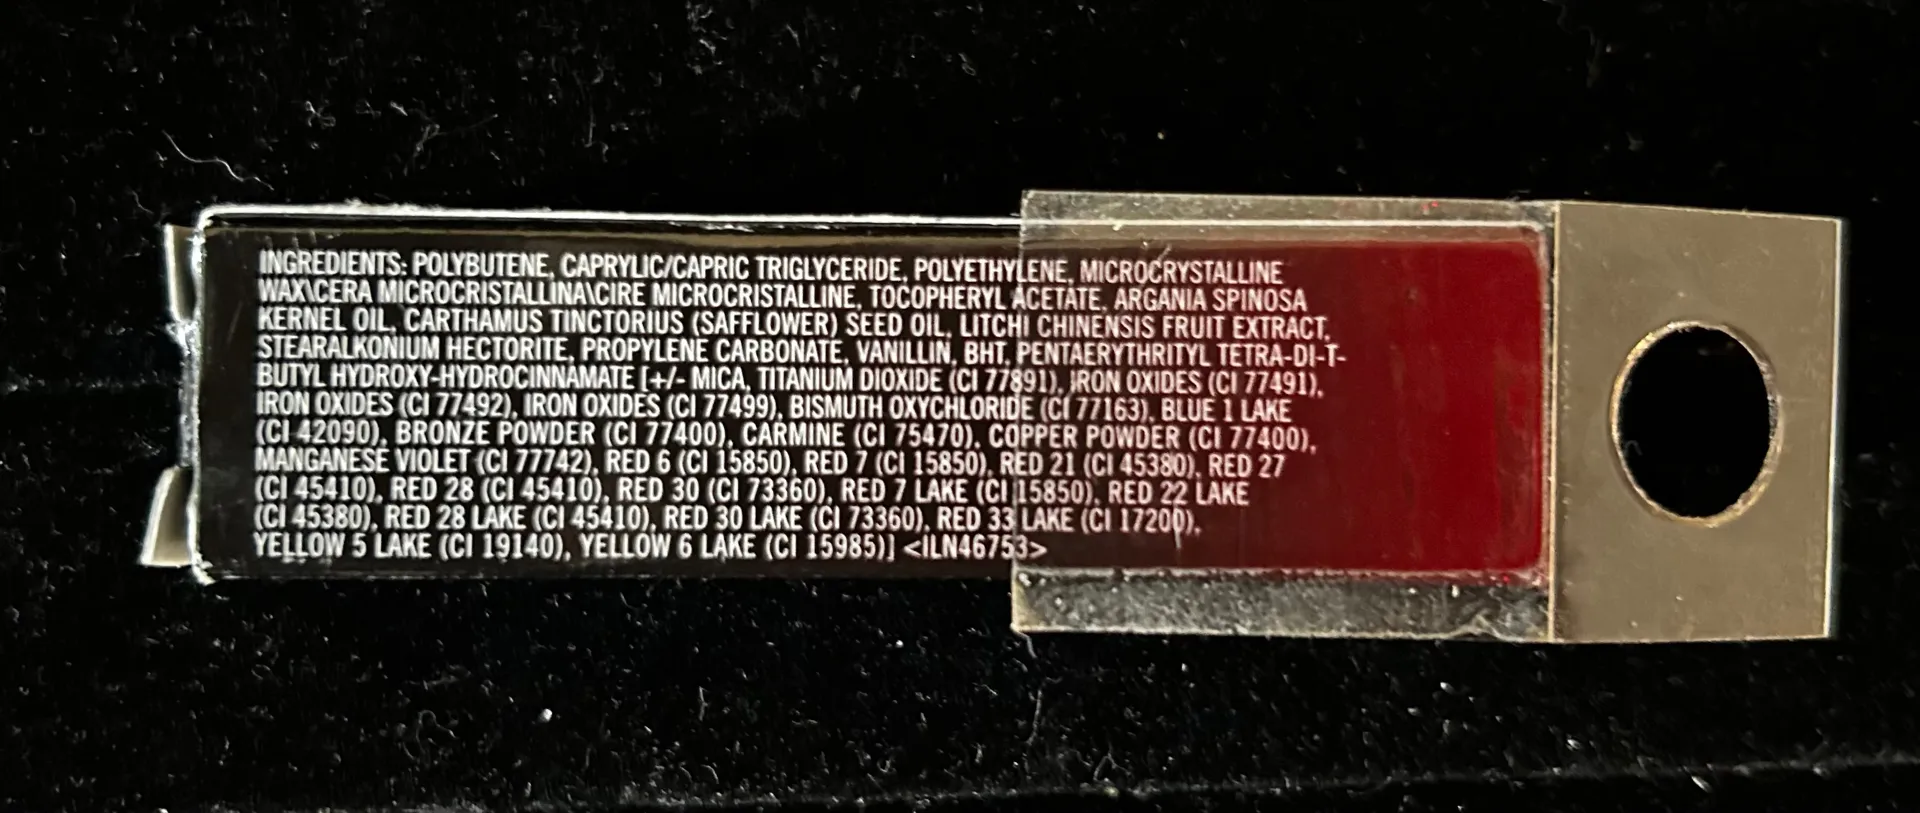 INGREDIENTS: POLYBUTENE, CAPRYLIC/CAPRIC TRIGLYCERIDE, POLYETHYLENE, MICROCRYSTALLINE
WAX\CERA MICROCRISTALLINA\CIRE MICROCRISTALLINE, TOCOPHERYL ACETATE, ARGANIA SPINOSA
KERNEL OIL, CARTHAMUS TINCTORIUS (SAFFLOWER) SEED OIL, LITCHI CHINENSIS FRUIT EXTRACT,
STEARALKONIUM HECTORITE, PROPYLENE CARBONATE, VANILLIN, BHT, PENTAERYTHRITYL TETRA-DI-T-
BUTYL HYDROXY-HYDROCINNAMATE [+/- MICA, TITANIUM DIOXIDE (CI 77891), IRON OXIDES (CI 77491),
IRON OXIDES (CI 77492), IRON OXIDES (CI 77499), BISMUTH OXYCHLORIDE (CI 77163), BLUE 1 LAKE
(CI 42090), BRONZE POWDER (CI 77400), CARMINE (CI 75470), COPPER POWDER (CI 77400),
MANGANESE VIOLET (CI 77742), RED 6 (CI 15850), RED 7 (CI 15850), RED 21 (CI 45380), RED 27
(CI 45410), RED 28 (CI 45410), RED 30 (CI 73360), RED 7 LAKE (CI 15850), RED 22 LAKE
(CI 45380), RED 28 LAKE (CI 45410), RED 30 LAKE (CI 73360), RED 33 LAKE (CI 17200),
YELLOW 5 LAKE (CI 19140), YELLOW 6 LAKE (CI 15985)] <ILN46753>